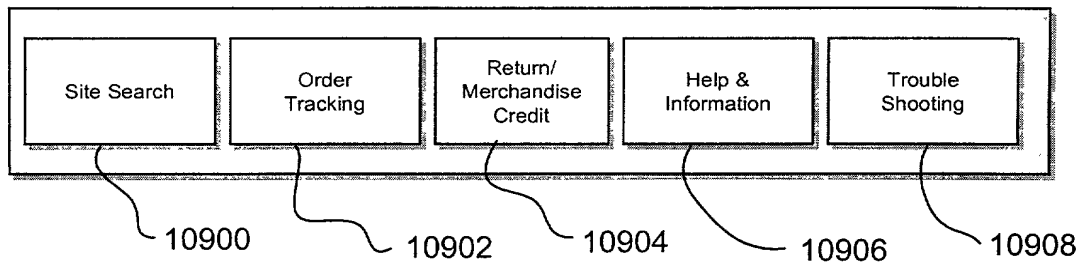 Site Search
Order
Tracking
Return/
Merchandise
Credit
Help &
Information
Trouble
Shooting
10900
10902
10904
10906
10908